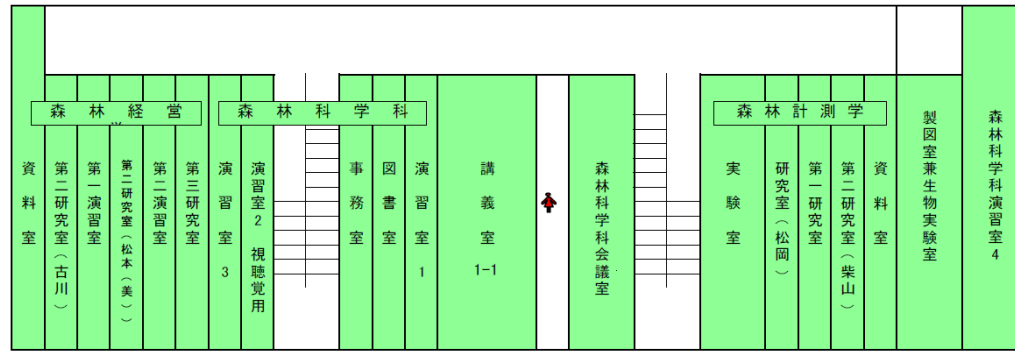 森林経営
学
森林科学科
森林計測学
資料室
第二研究室(古川)
第一演習室
第二研究室(松本(美))
第二演習室
第三研究室
演習室3
演習室2 視聴覚用
事務室
図書室
演習室1
講義室
1-1
森林科学科会議室
実験室
研究室(松岡)
第一研究室
第二研究室(柴山)
資料室
製図室兼生物実験室
森林科学科演習室4